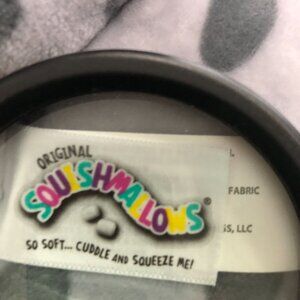 ORIGINAL
SQUISHMALLOWS®
SO SOFT... CUDDLE AND SQUEEZE ME!
FABRIC
LLC